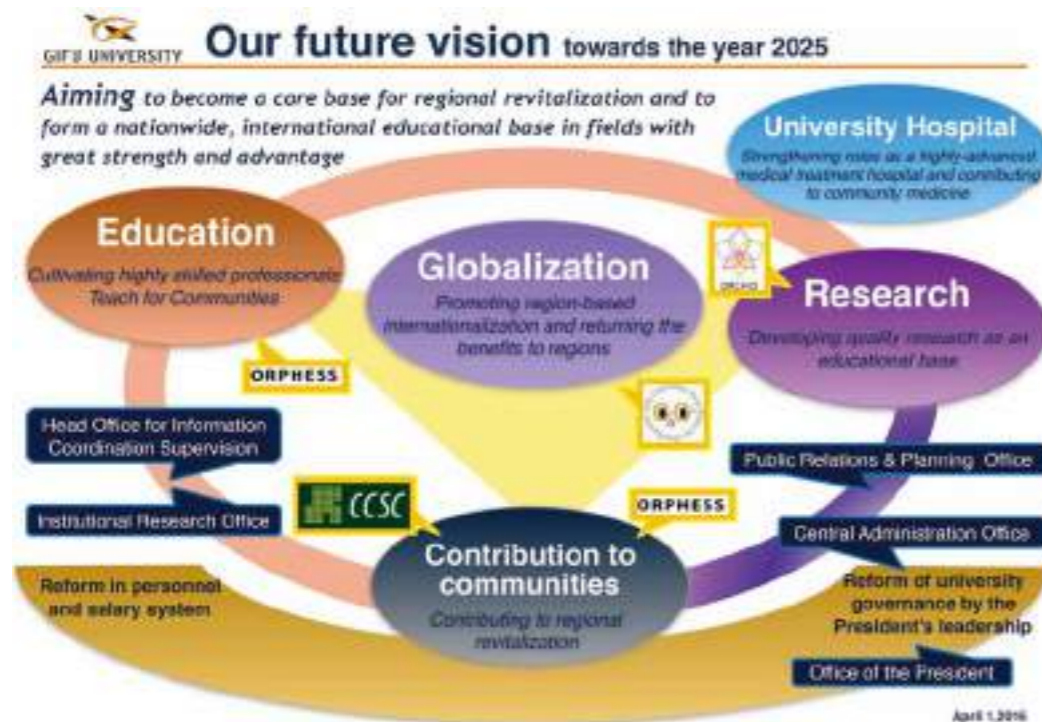 GIFU UNIVERSITY
Our future vision towards the year 2025
Aiming to become a core base for regional revitalization and to
form a nationwide, international educational base in fields with
great strength and advantage
University Hospital
Strengthening roles as a highly-advanced
medical treatment hospital and contributing
to community medicine
Education
Cultivating highly skilled professionals
Teach for Communities
Globalization
Promoting region-based
internationalization and returning the
benefits to regions
Research
Developing quality research as an
educational base
ORPHESS
Head Office for Information
Coordination Supervision
Public Relations & Planning Office
Institutional Research Office
CCSC
ORPHESS
Central Administration Office
Contribution to
communities
Contributing to regional
revitalization
Reform in personnel
and salary system
Reform of university
governance by the
President's leadership
Office of the President
April 1,2016